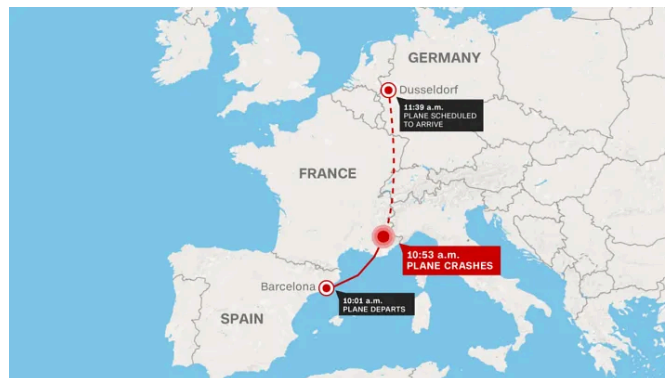 GERMANY
Dusseldorf
11:39 a.m.
PLANE SCHEDULED
TO ARRIVE
FRANCE
10:53 a.m.
PLANE CRASHES
Barcelona
10:01 a.m.
PLANE DEPARTS
SPAIN